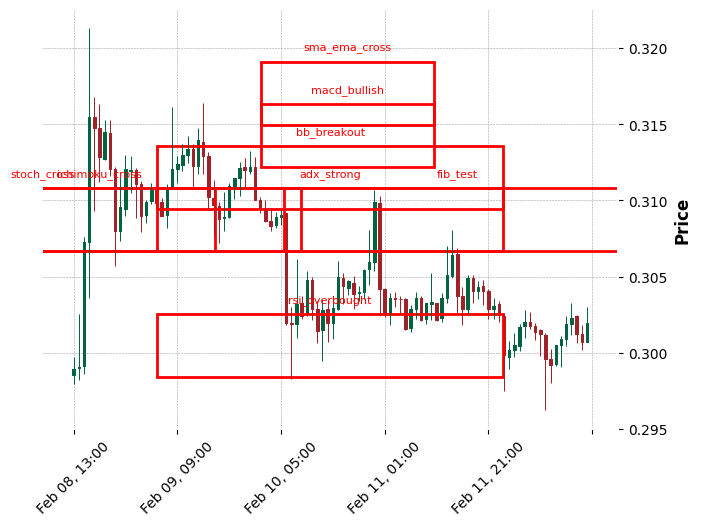 sma_ema_cross
macd_bullish
bb_breakout
stoch_cross
ichimoku_cross
adx_strong
fib_test
rsi_overbought
0.320
0.315
0.310
0.305
0.300
0.295
Price
Feb 08, 13:00
Feb 09, 09:00
Feb 10, 05:00
Feb 11, 01:00
Feb 11, 21:00